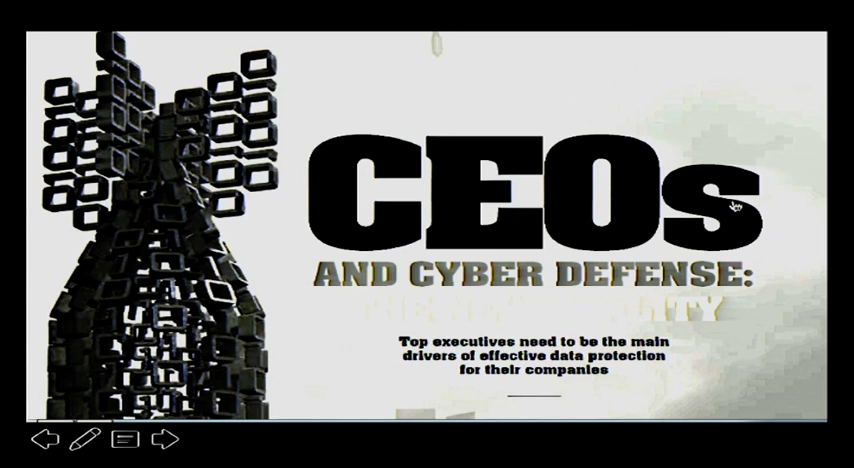 CEOs
AND CYBER DEFENSE:
Top executives need to be the main
drivers of effective data protection
for their companies